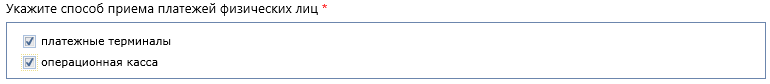 Укажите способ приема платежей физических лиц *
платежные терминалы
операционная касса